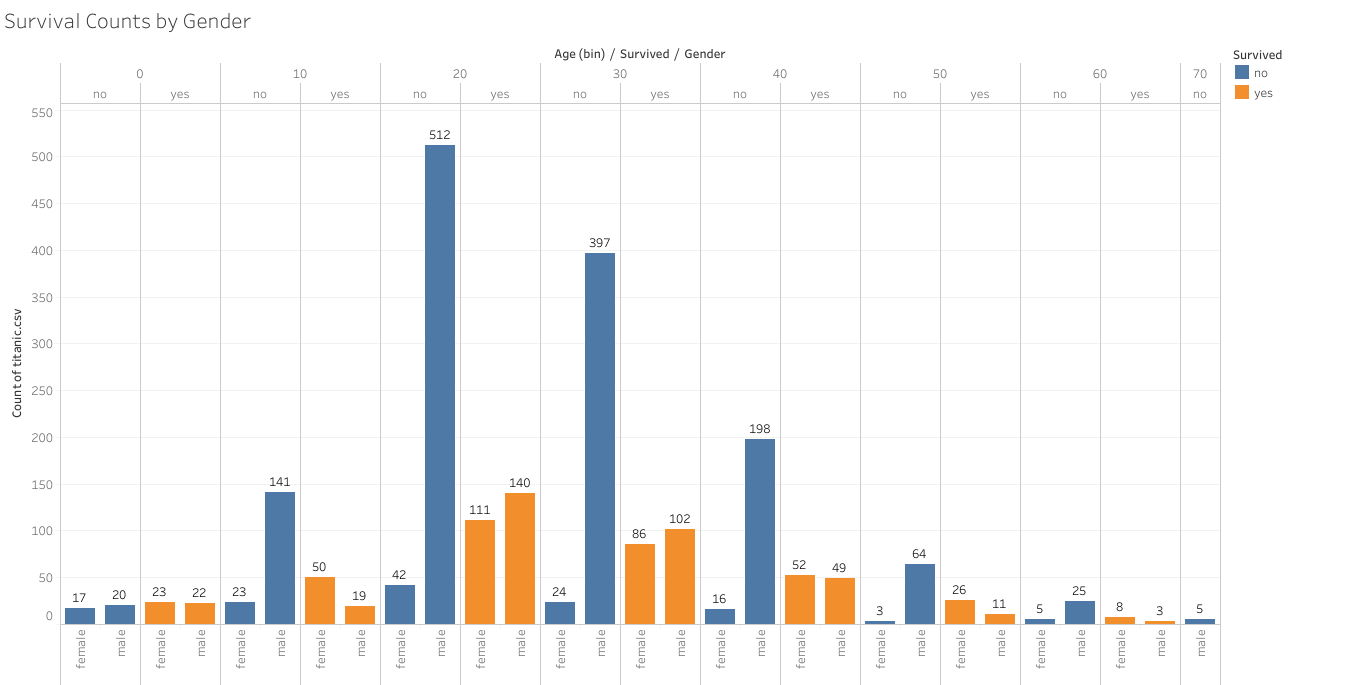 Survival Counts by Gender
Age (bin) / Survived / Gender
Survived
no
yes
0 10 20 30 40 50 60 70
no yes no yes no yes no yes no yes no yes no yes no
550
500
450
400
350
300
250
200
150
100
50
0
Count of titanic.csv
17 20 23 22 23 141 50 19 42 512 111 140 24 397 86 102 16 198 52 49 3 64 26 11 5 25 8 3 5
female male female male female male female male female male female male female male female male female male female male female male female male female male female male male